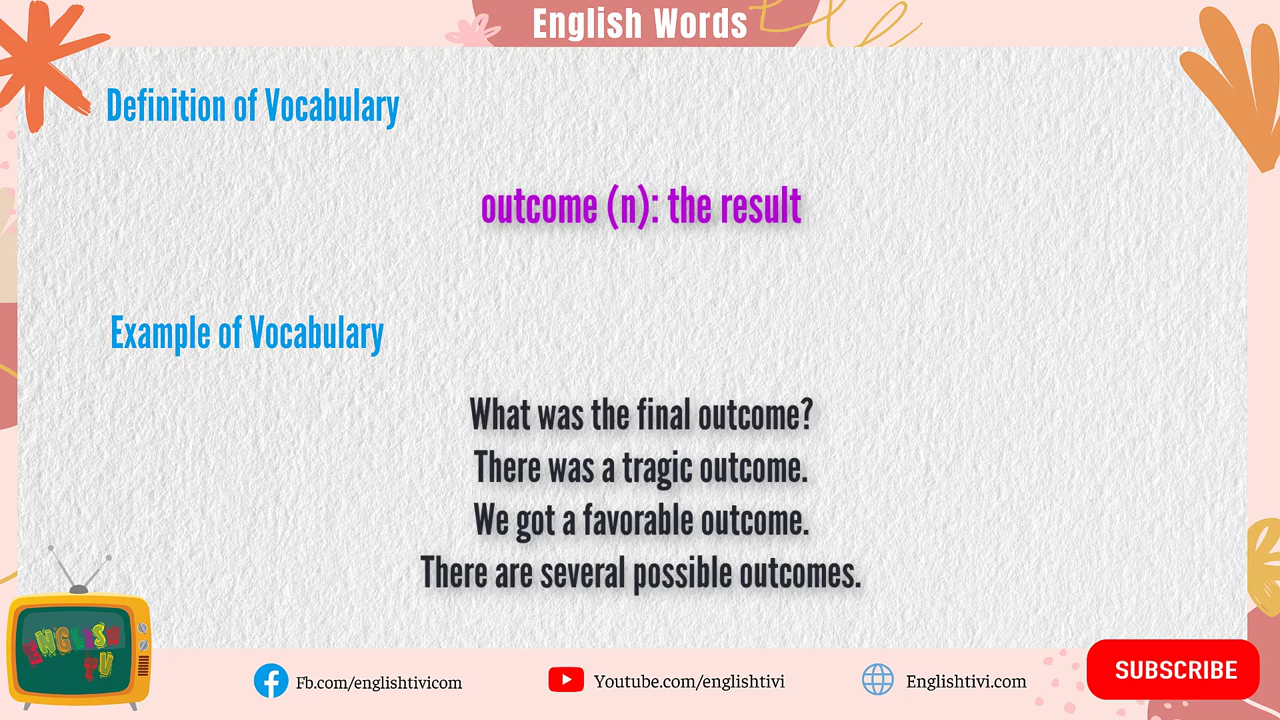 English Words
Definition of Vocabulary
outcome (n): the result
Example of Vocabulary
What was the final outcome?
There was a tragic outcome.
We got a favorable outcome.
There are several possible outcomes.
ENGLISH
TV
Fb.com/englishtivicom
Youtube.com/englishtivi
Englishtivi.com
SUBSCRIBE